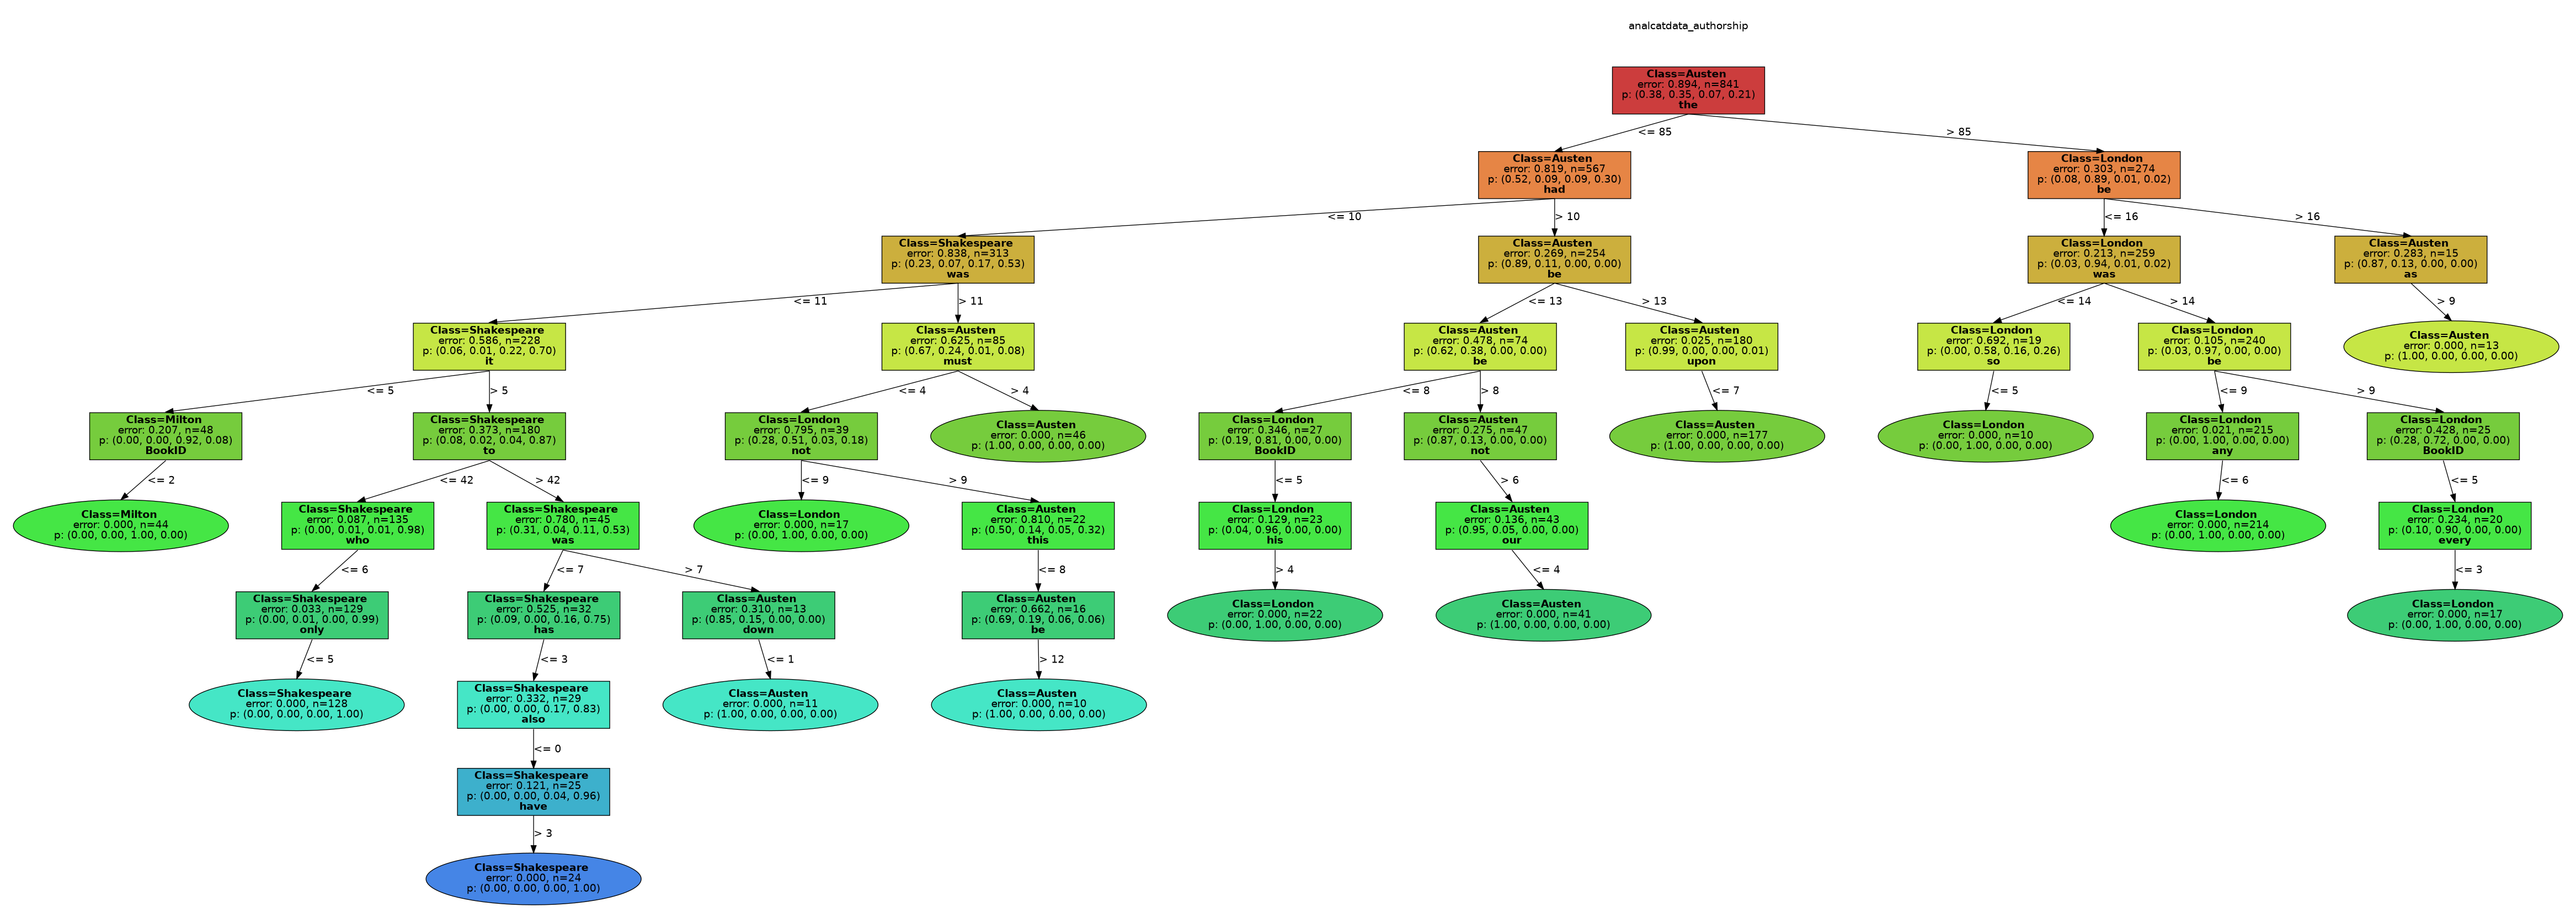 analcatdata_authorship
Class=Austen
error: 0.894, n=841
p: (0.38, 0.35, 0.07, 0.21)
the
<= 85
> 85
Class=Austen
error: 0.819, n=567
p: (0.52, 0.09, 0.09, 0.30)
had
Class=London
error: 0.303, n=274
p: (0.08, 0.89, 0.01, 0.02)
be
<= 10
> 10
<= 16
> 16
Class=Shakespeare
error: 0.838, n=313
p: (0.23, 0.07, 0.17, 0.53)
was
Class=Austen
error: 0.269, n=254
p: (0.89, 0.11, 0.00, 0.00)
be
Class=London
error: 0.213, n=259
p: (0.03, 0.94, 0.01, 0.02)
was
Class=Austen
error: 0.283, n=15
p: (0.87, 0.13, 0.00, 0.00)
as
<= 11
> 11
<= 13
> 13
<= 14
> 14
> 9
Class=Shakespeare
error: 0.586, n=228
p: (0.06, 0.01, 0.22, 0.70)
it
Class=Austen
error: 0.625, n=85
p: (0.67, 0.24, 0.01, 0.08)
must
Class=Austen
error: 0.478, n=74
p: (0.62, 0.38, 0.00, 0.00)
be
Class=Austen
error: 0.025, n=180
p: (0.99, 0.00, 0.00, 0.01)
upon
Class=London
error: 0.692, n=19
p: (0.00, 0.58, 0.16, 0.26)
so
Class=London
error: 0.105, n=240
p: (0.03, 0.97, 0.00, 0.00)
be
Class=Austen
error: 0.000, n=13
p: (1.00, 0.00, 0.00, 0.00)
<= 5
> 5
<= 4
> 4
<= 8
> 8
<= 7
<= 5
<= 9
> 9
Class=Milton
error: 0.207, n=48
p: (0.00, 0.00, 0.92, 0.08)
BookID
Class=Shakespeare
error: 0.373, n=180
p: (0.08, 0.02, 0.04, 0.87)
to
Class=London
error: 0.795, n=39
p: (0.28, 0.51, 0.03, 0.18)
not
Class=Austen
error: 0.000, n=46
p: (1.00, 0.00, 0.00, 0.00)
Class=London
error: 0.346, n=27
p: (0.19, 0.81, 0.00, 0.00)
BookID
Class=Austen
error: 0.275, n=47
p: (0.87, 0.13, 0.00, 0.00)
not
Class=Austen
error: 0.000, n=177
p: (1.00, 0.00, 0.00, 0.00)
Class=London
error: 0.000, n=10
p: (0.00, 1.00, 0.00, 0.00)
Class=London
error: 0.021, n=215
p: (0.00, 1.00, 0.00, 0.00)
any
Class=London
error: 0.428, n=25
p: (0.28, 0.72, 0.00, 0.00)
BookID
<= 2
<= 42
> 42
<= 9
> 9
<= 5
> 6
<= 6
<= 5
Class=Milton
error: 0.000, n=44
p: (0.00, 0.00, 1.00, 0.00)
Class=Shakespeare
error: 0.087, n=135
p: (0.00, 0.01, 0.01, 0.98)
who
Class=Shakespeare
error: 0.780, n=45
p: (0.31, 0.04, 0.11, 0.53)
was
Class=London
error: 0.000, n=17
p: (0.00, 1.00, 0.00, 0.00)
Class=Austen
error: 0.810, n=22
p: (0.50, 0.14, 0.05, 0.32)
this
Class=London
error: 0.129, n=23
p: (0.04, 0.96, 0.00, 0.00)
his
Class=Austen
error: 0.136, n=43
p: (0.95, 0.05, 0.00, 0.00)
our
Class=London
error: 0.000, n=214
p: (0.00, 1.00, 0.00, 0.00)
Class=London
error: 0.234, n=20
p: (0.10, 0.90, 0.00, 0.00)
every
<= 6
<= 7
> 7
<= 8
> 4
<= 4
<= 3
Class=Shakespeare
error: 0.033, n=129
p: (0.00, 0.01, 0.00, 0.99)
only
Class=Shakespeare
error: 0.525, n=32
p: (0.09, 0.00, 0.16, 0.75)
has
Class=Austen
error: 0.310, n=13
p: (0.85, 0.15, 0.00, 0.00)
down
Class=Austen
error: 0.662, n=16
p: (0.69, 0.19, 0.06, 0.06)
be
Class=London
error: 0.000, n=22
p: (0.00, 1.00, 0.00, 0.00)
Class=Austen
error: 0.000, n=41
p: (1.00, 0.00, 0.00, 0.00)
Class=London
error: 0.000, n=17
p: (0.00, 1.00, 0.00, 0.00)
<= 5
<= 3
<= 1
> 12
Class=Shakespeare
error: 0.000, n=128
p: (0.00, 0.00, 0.00, 1.00)
Class=Shakespeare
error: 0.332, n=29
p: (0.00, 0.00, 0.17, 0.83)
also
Class=Austen
error: 0.000, n=11
p: (1.00, 0.00, 0.00, 0.00)
Class=Austen
error: 0.000, n=10
p: (1.00, 0.00, 0.00, 0.00)
<= 0
Class=Shakespeare
error: 0.121, n=25
p: (0.00, 0.00, 0.04, 0.96)
have
> 3
Class=Shakespeare
error: 0.000, n=24
p: (0.00, 0.00, 0.00, 1.00)